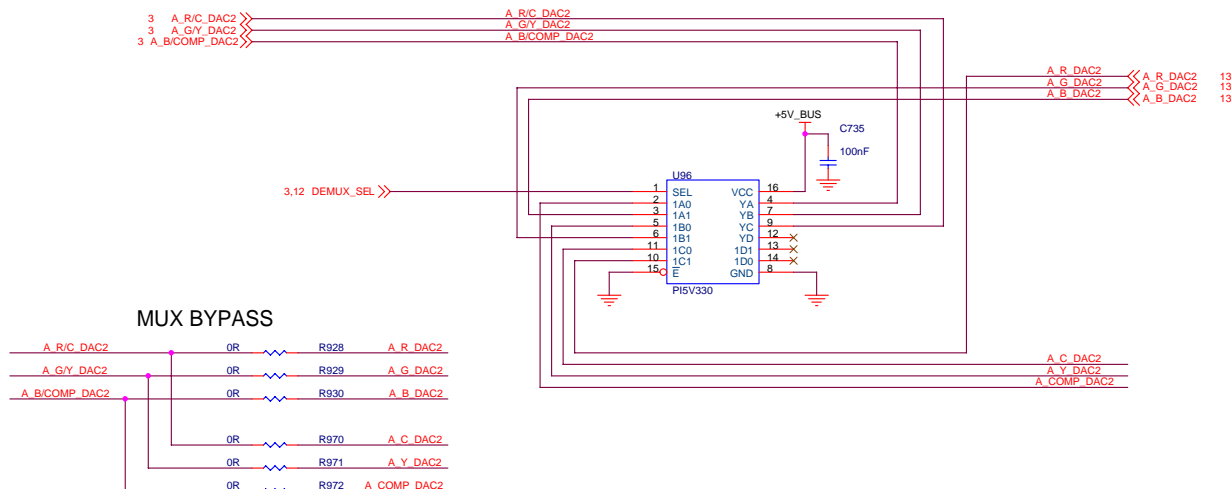 3 A_R/C_DAC2 A_R/C_DAC2
3 A_G/Y_DAC2 A_G/Y_DAC2
3 A_B/COMP_DAC2 A_B/COMP_DAC2
A_R_DAC2 A_R_DAC2 13
A_G_DAC2 A_G_DAC2 13
A_B_DAC2 A_B_DAC2 13
+5V_BUS
C735
100nF
U96
3,12 DEMUX_SEL 1 SEL VCC 16
2 1A0 YA 4
3 1A1 YB 7
5 1B0 YC 9
6 1B1 YD 12
11 1C0 1D1 13
10 1C1 1D0 14
15 E GND 8
PI5V330
MUX BYPASS
A_R/C_DAC2 0R R928 A_R_DAC2
A_G/Y_DAC2 0R R929 A_G_DAC2
A_B/COMP_DAC2 0R R930 A_B_DAC2
A_C_DAC2
A_Y_DAC2
A_COMP_DAC2
0R R970 A_C_DAC2
0R R971 A_Y_DAC2
0R R972 A_COMP_DAC2